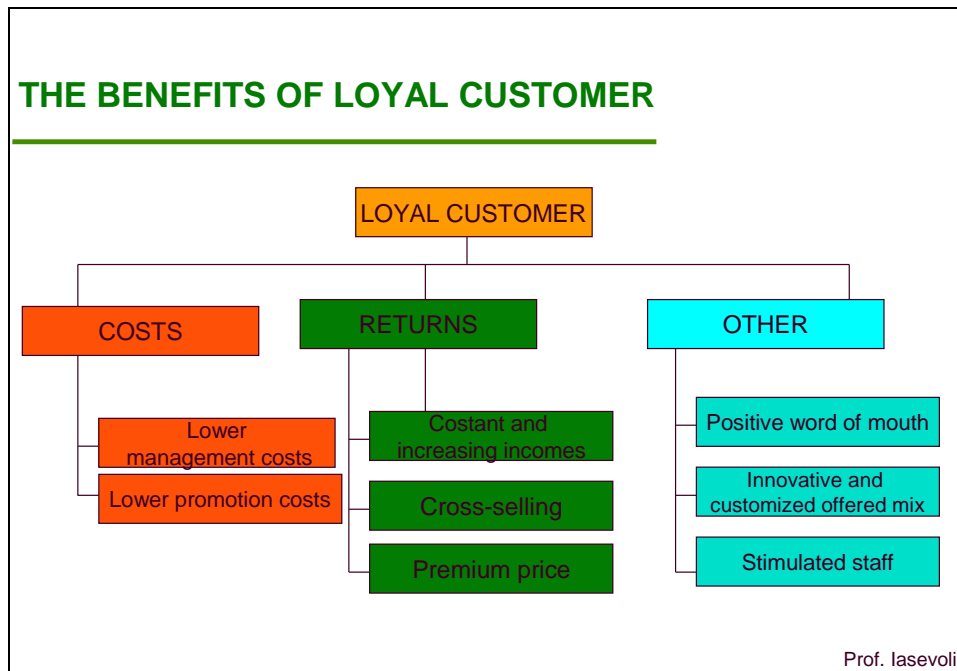 THE BENEFITS OF LOYAL CUSTOMER
LOYAL CUSTOMER
COSTS
Lower
management costs
Lower promotion costs
RETURNS
Costant and
increasing incomes
Cross-selling
Premium price
OTHER
Positive word of mouth
Innovative and
customized offered mix
Stimulated staff
Prof. Iasevoli